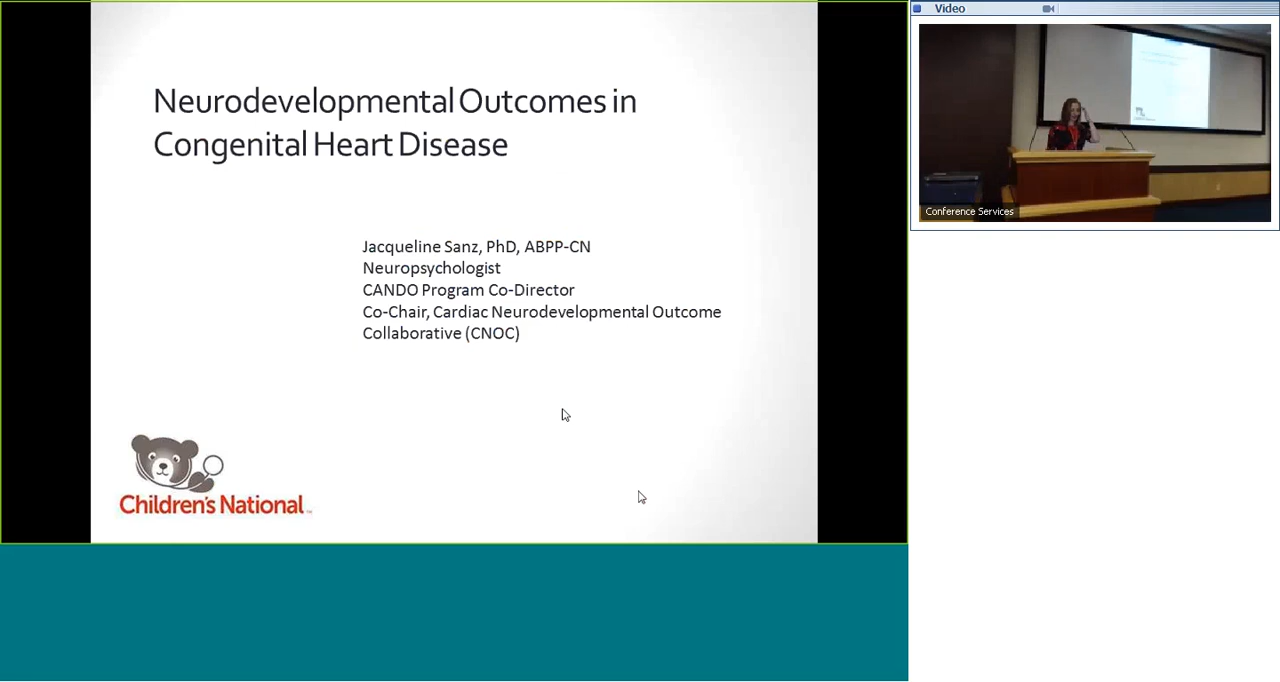 Neurodevelopmental Outcomes in
Congenital Heart Disease
Jacqueline Sanz, PhD, ABPP-CN
Neuropsychologist
CANDO Program Co-Director
Co-Chair, Cardiac Neurodevelopmental Outcome
Collaborative (CNOC)
Children's National
Video
Conference Services